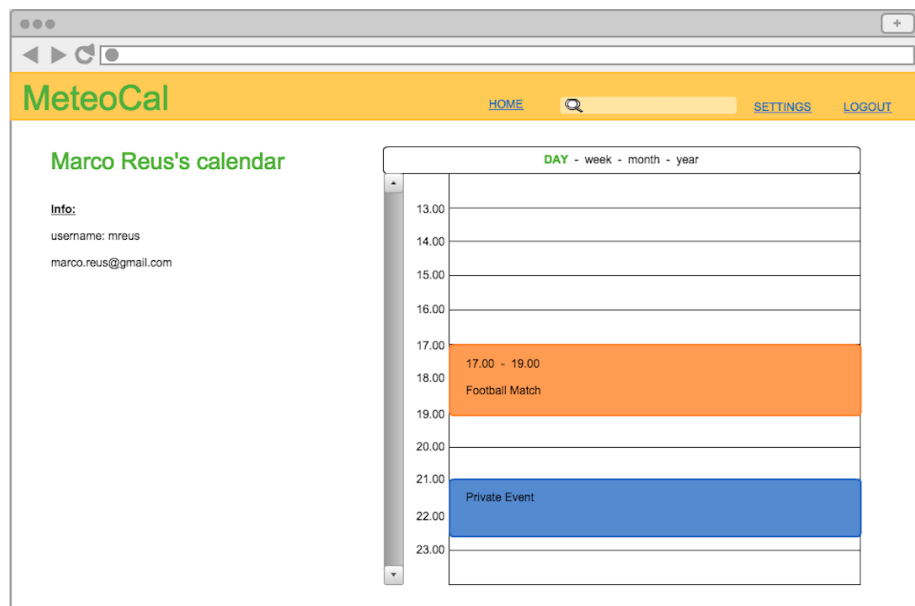 MeteoCal
HOME
SETTINGS
LOGOUT
Marco Reus's calendar
Info:
username: mreus
marco.reus@gmail.com
DAY - week - month - year
13.00
14.00
15.00
16.00
17.00
17.00 - 19.00
18.00
Football Match
19.00
20.00
21.00
Private Event
22.00
23.00